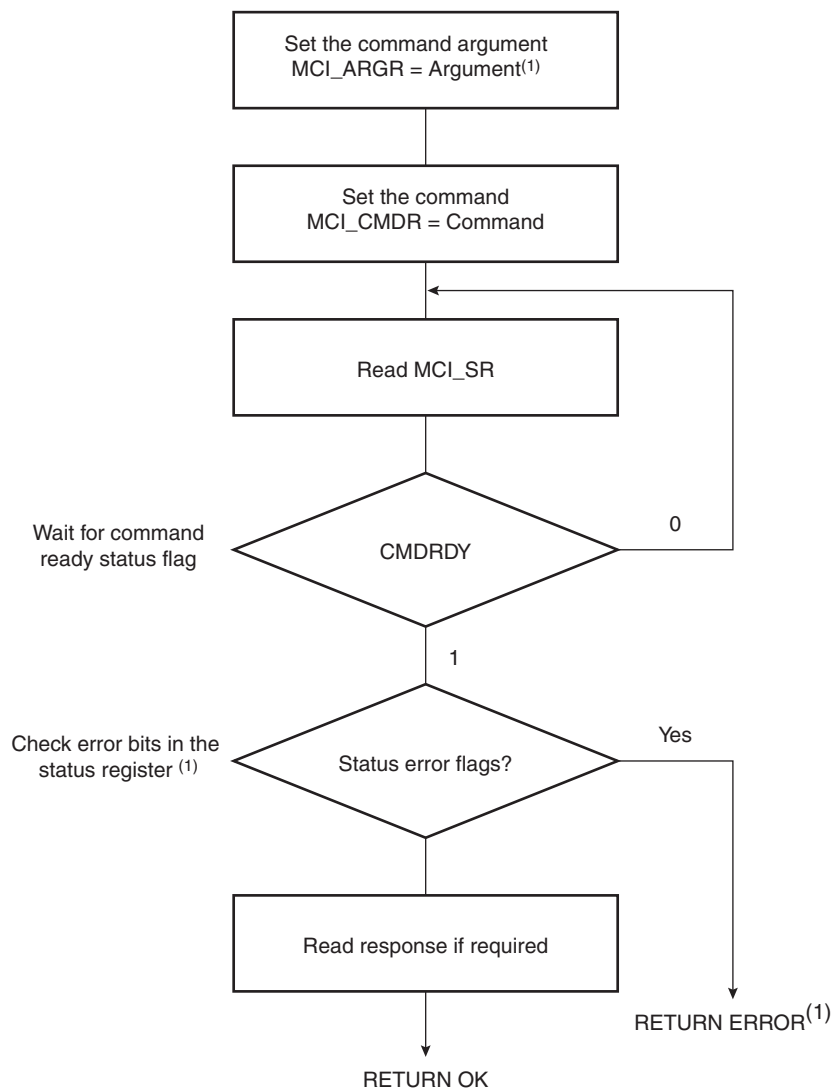 Set the command argument
MCI_ARGR = Argument(1)
Set the command
MCI_CMDR = Command
Read MCI_SR
Wait for command
ready status flag
CMDRDY
0
1
Check error bits in the
status register (1)
Status error flags?
Yes
Read response if required
RETURN ERROR(1)
RETURN OK